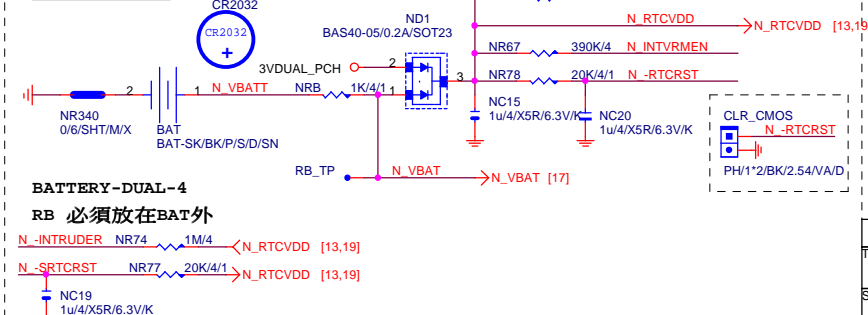 CR2032
CR2032
+
ND1
BAS40-05/0.2A/SOT23
N_RTCVDD
N_RTCVDD [13,19
3VDUAL_PCH
2
1
3
NR67
390K/4
N_INTVRMEN
NR78
20K/4/1
N_-RTCRST
2
1
N_VBATT
NRB
1K/4/1
NR340
0/6/SHT/M/X
BAT
BAT-SK/BK/P/S/D/SN
NC15
1u/4/X5R/6.3V/K
NC20
1u/4/X5R/6.3V/K
CLR_CMOS
N_-RTCRST
PH/1*2/BK/2.54/VA/D
RB_TP
N_VBAT
N_VBAT [17]
BATTERY-DUAL-4
RB 必須放在BAT外
N_-INTRUDER
NR74
1M/4
N_RTCVDD [13,19]
N_-SRTCRST
NR77
20K/4/1
N_RTCVDD [13,19]
NC19
1u/4/X5R/6.3V/K